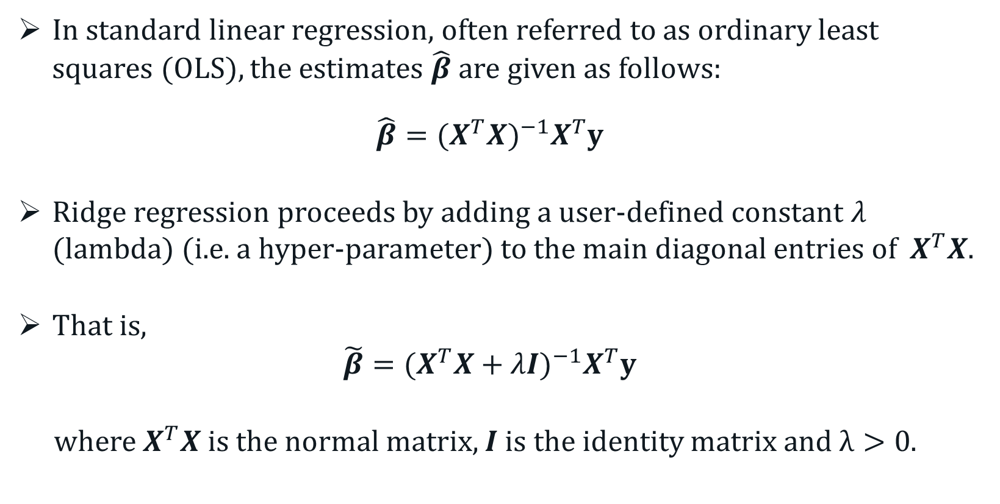 ➢ In standard linear regression, often referred to as ordinary least
squares (OLS), the estimates $\widehat{\boldsymbol{\beta}}$ are given as follows:
$\widehat{\boldsymbol{\beta}} = (\boldsymbol{X}^T \boldsymbol{X})^{-1} \boldsymbol{X}^T \mathbf{y}$
➢ Ridge regression proceeds by adding a user-defined constant $\lambda$
(lambda) (i.e. a hyper-parameter) to the main diagonal entries of $\boldsymbol{X}^T \boldsymbol{X}$.
➢ That is,
$\widetilde{\boldsymbol{\beta}} = (\boldsymbol{X}^T \boldsymbol{X} + \lambda \boldsymbol{I})^{-1} \boldsymbol{X}^T \mathbf{y}$
where $\boldsymbol{X}^T \boldsymbol{X}$ is the normal matrix, $\boldsymbol{I}$ is the identity matrix and $\lambda > 0$.